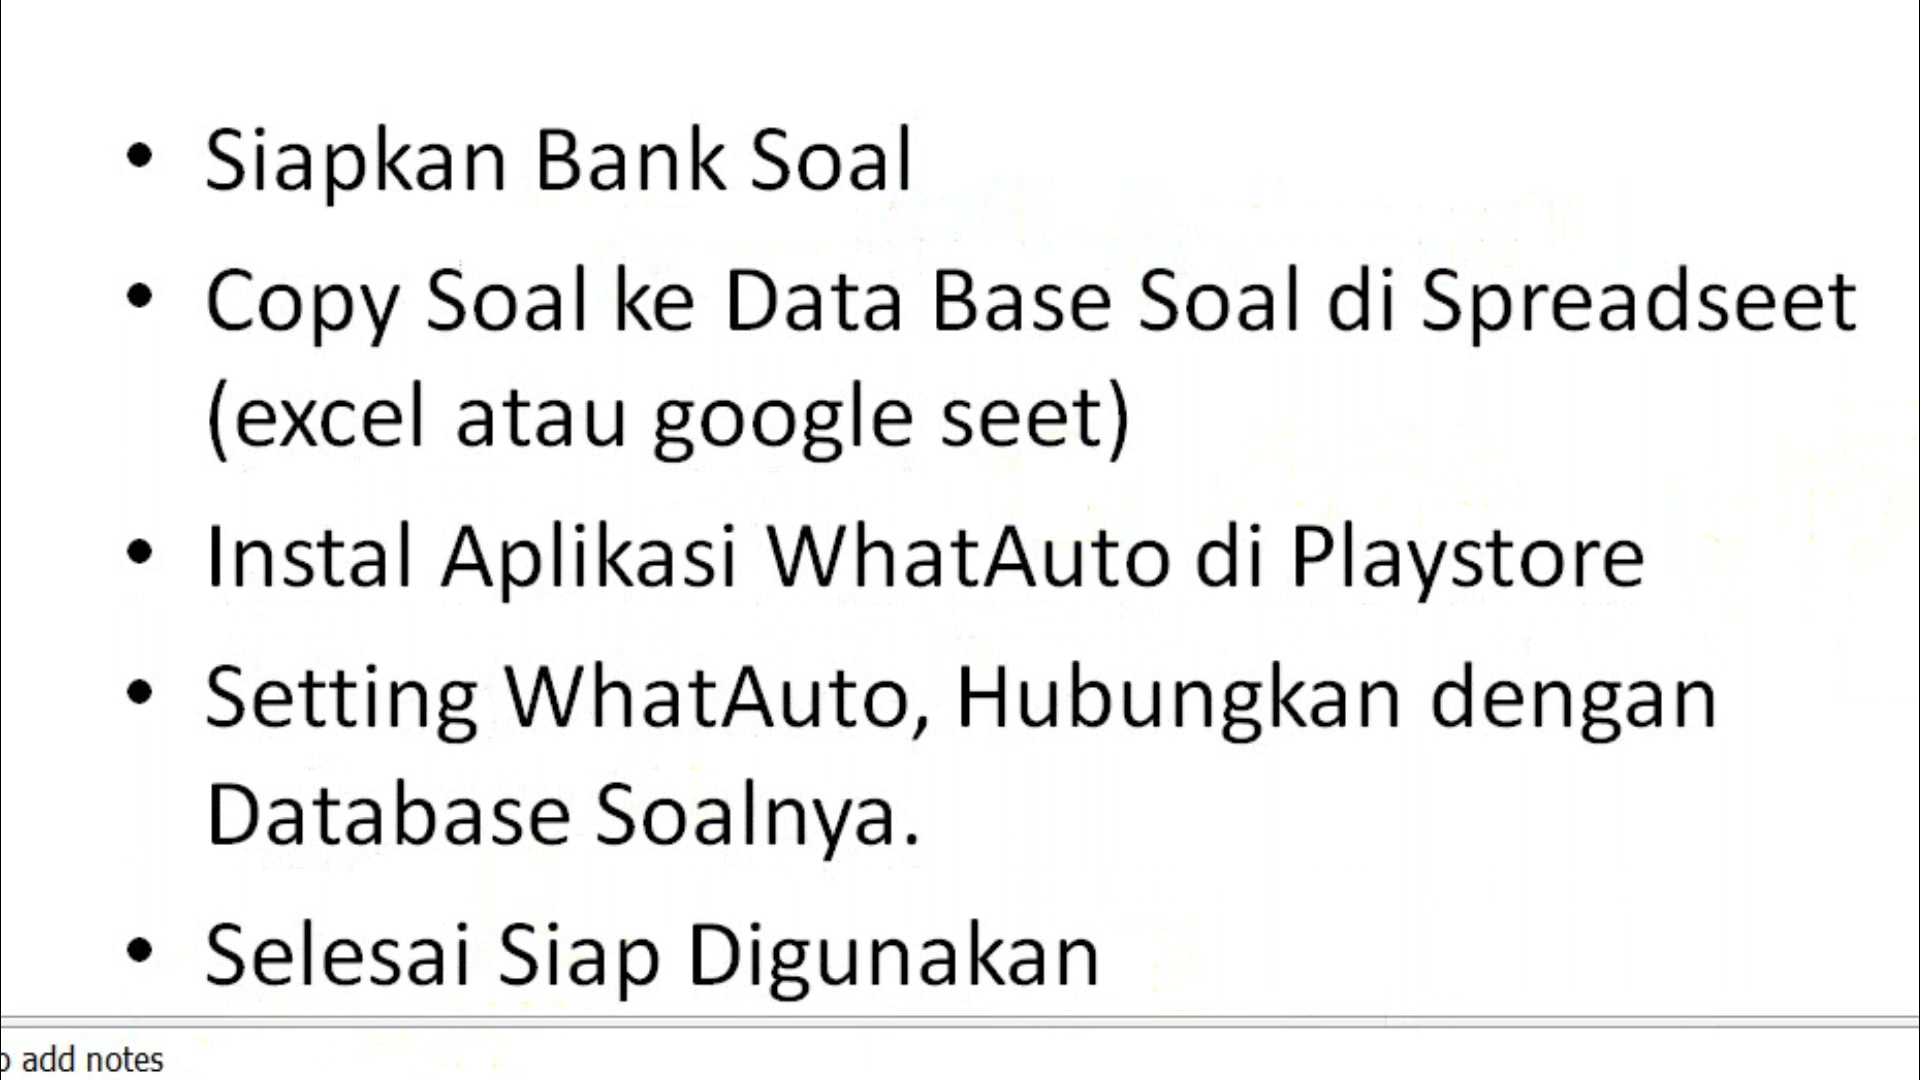 • Siapkan Bank Soal
• Copy Soal ke Data Base Soal di Spreadseet
(excel atau google seet)
• Instal Aplikasi WhatAuto di Playstore
• Setting WhatAuto, Hubungkan dengan
Database Soalnya.
• Selesai Siap Digunakan
add notes